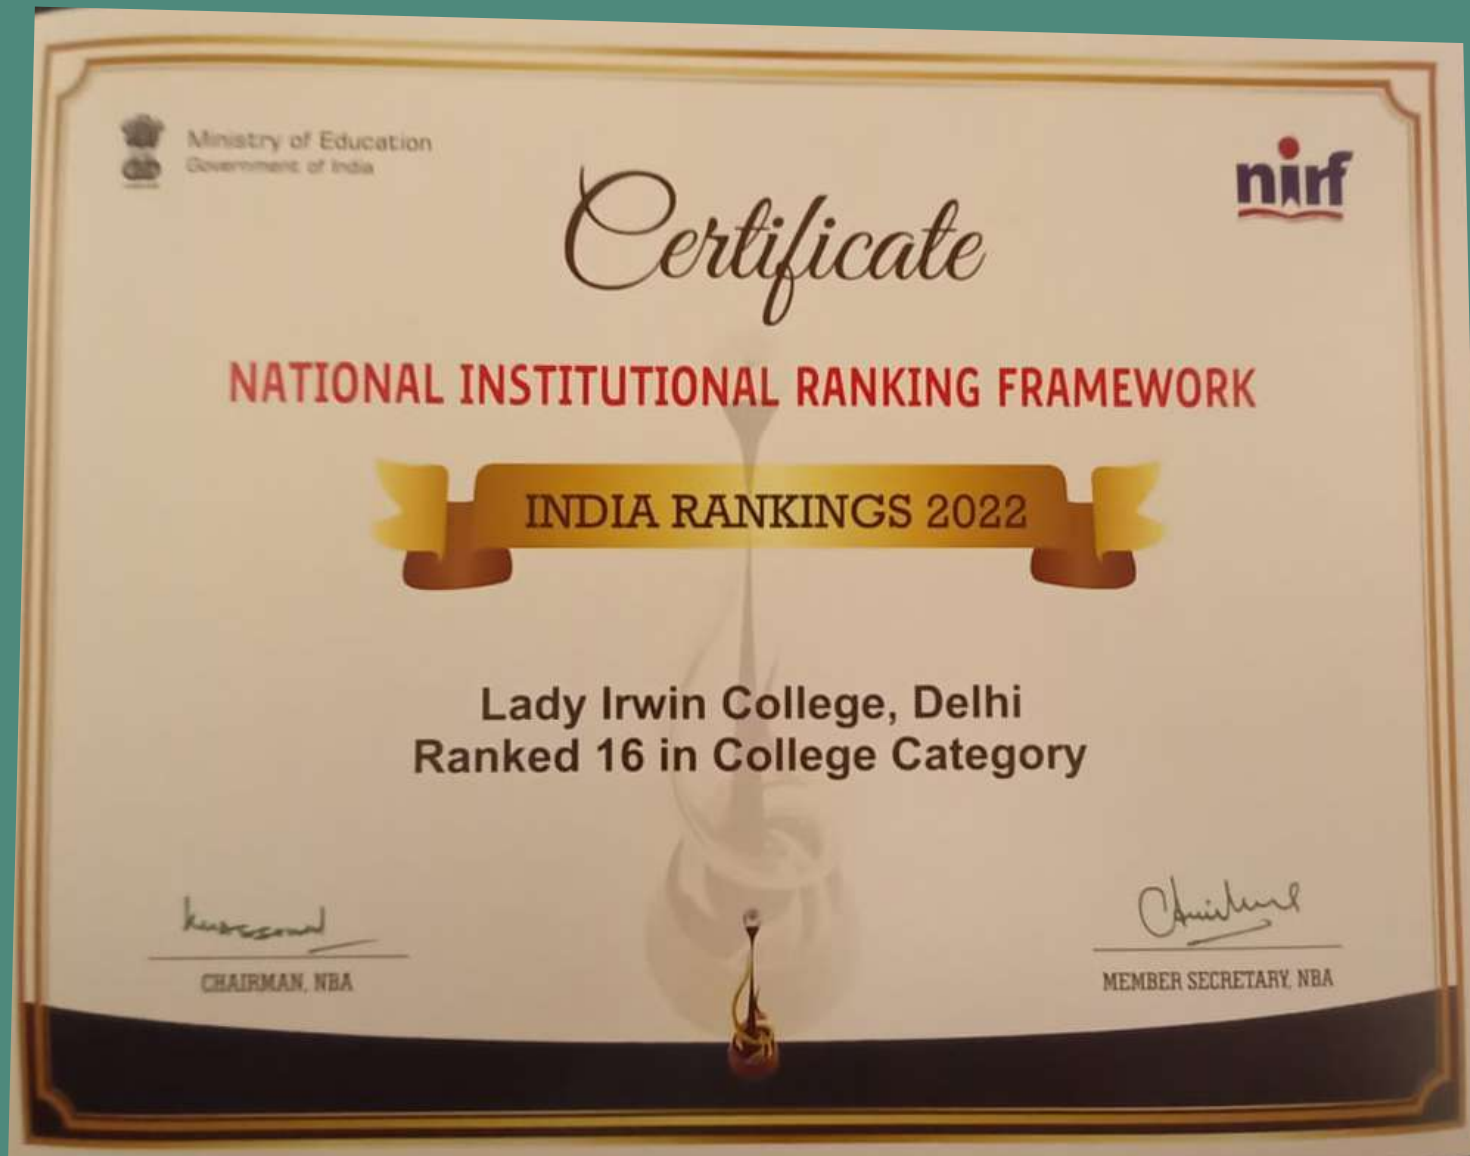 Ministry of Education
Government of India
nirf
Certificate
NATIONAL INSTITUTIONAL RANKING FRAMEWORK
INDIA RANKINGS 2022
Lady Irwin College, Delhi
Ranked 16 in College Category
CHAIRMAN, NBA
MEMBER SECRETARY, NBA